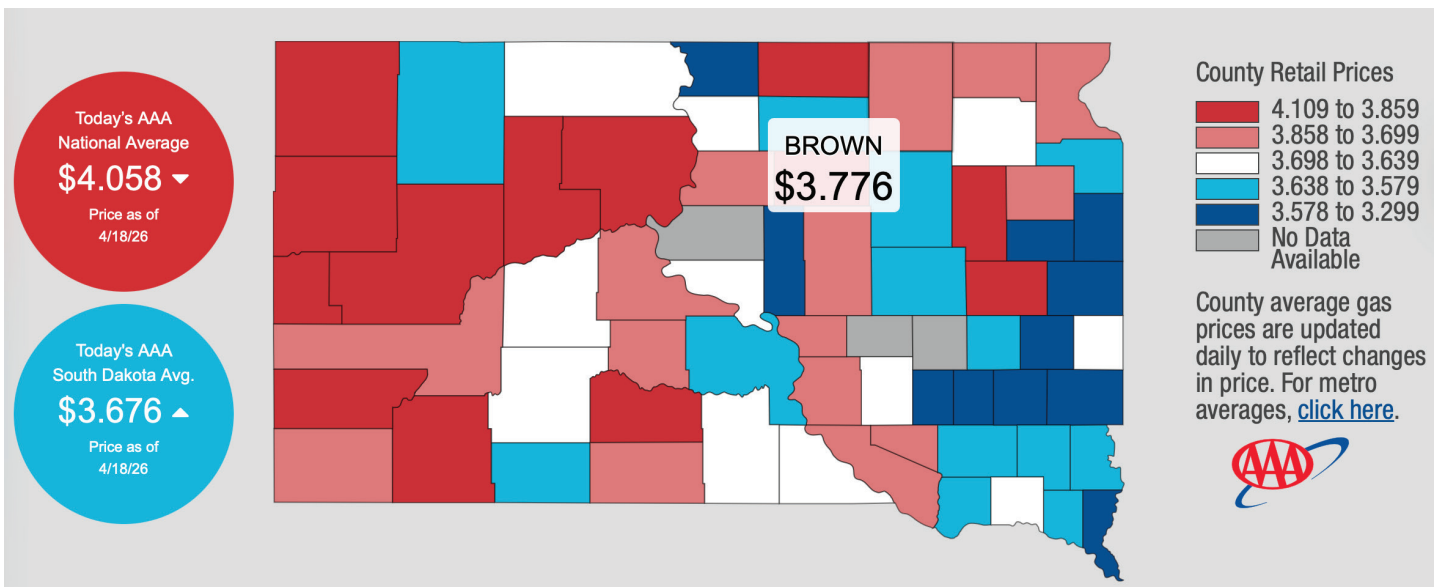 Today's AAA
National Average
$4.058
Price as of
4/18/26
Today's AAA
South Dakota Avg.
$3.676
Price as of
4/18/26
BROWN
$3.776
County Retail Prices
4.109 to 3.859
3.858 to 3.699
3.698 to 3.639
3.638 to 3.579
3.578 to 3.299
No Data
Available
County average gas
prices are updated
daily to reflect changes
in price. For metro
averages, click here.
AAA